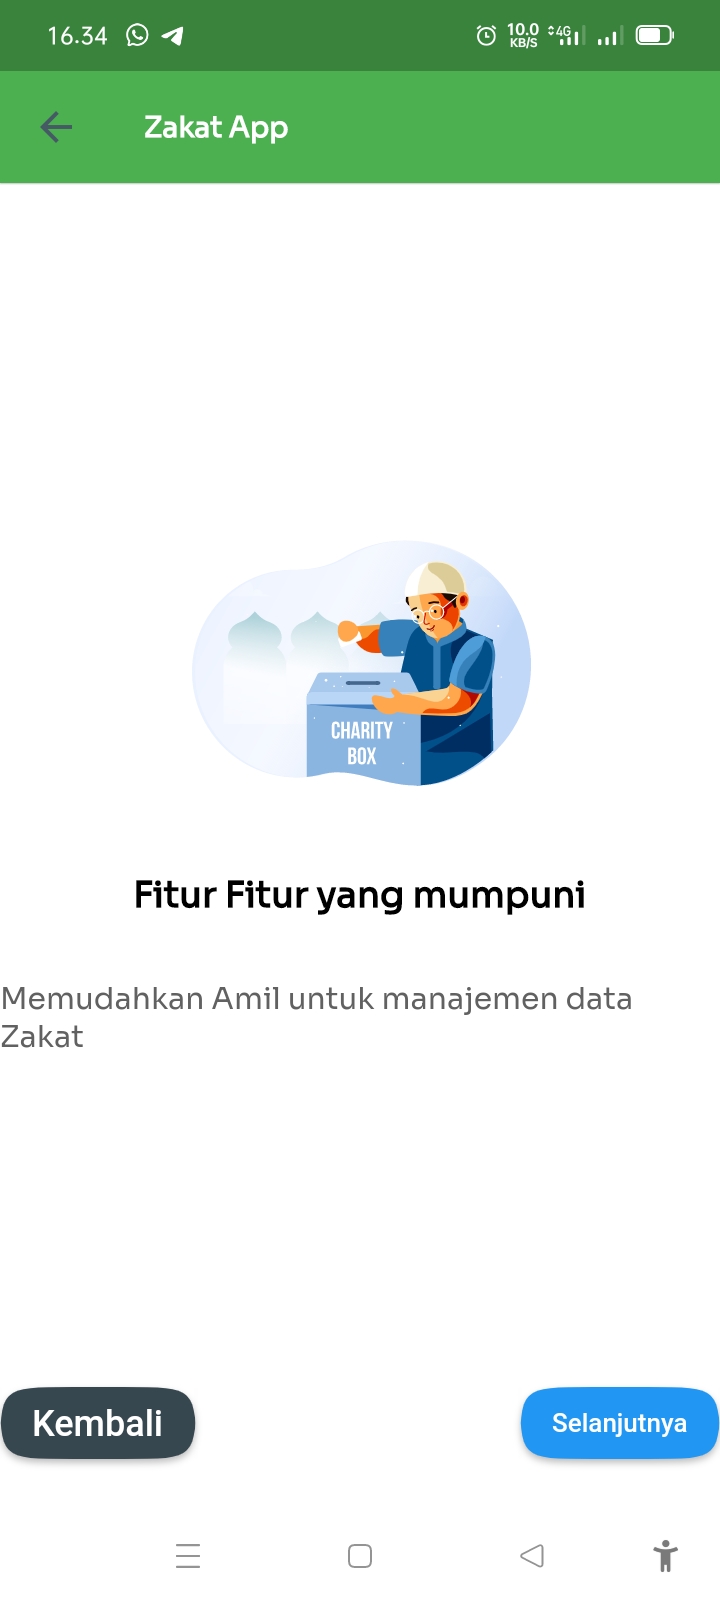 16.34
10.0
KB/S
4G
Zakat App
CHARITY
BOX
Fitur Fitur yang mumpuni
Memudahkan Amil untuk manajemen data
Zakat
Kembali
Selanjutnya